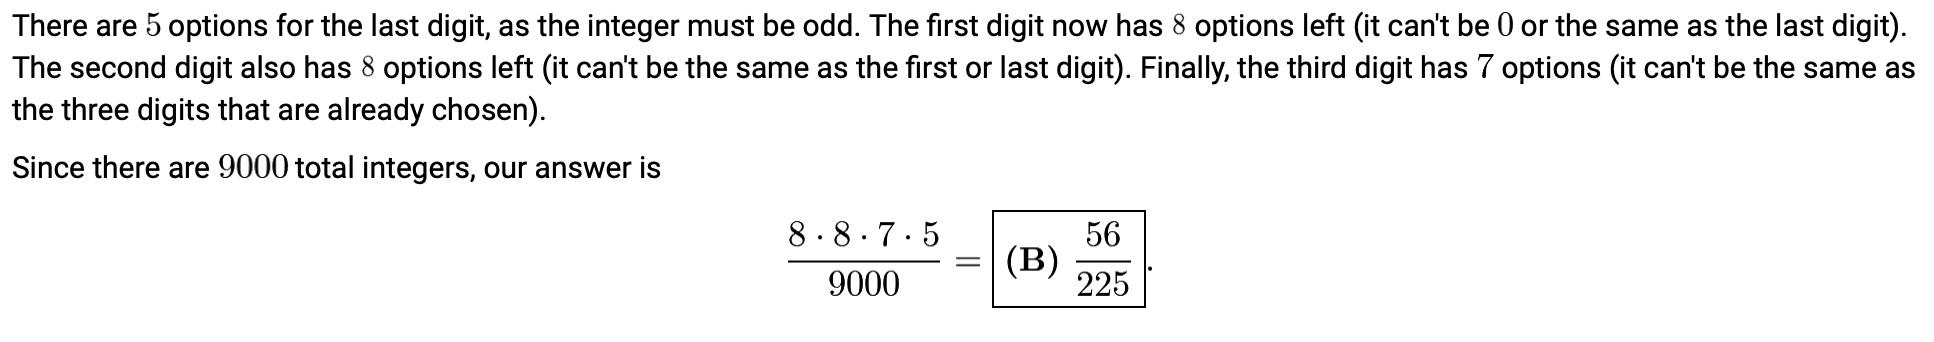 There are 5 options for the last digit, as the integer must be odd. The first digit now has 8 options left (it can't be 0 or the same as the last digit).
The second digit also has 8 options left (it can't be the same as the first or last digit). Finally, the third digit has 7 options (it can't be the same as
the three digits that are already chosen).
Since there are 9000 total integers, our answer is
\frac{8 \cdot 8 \cdot 7 \cdot 5}{9000} = \boxed{\textbf{(B)} \frac{56}{225}}.